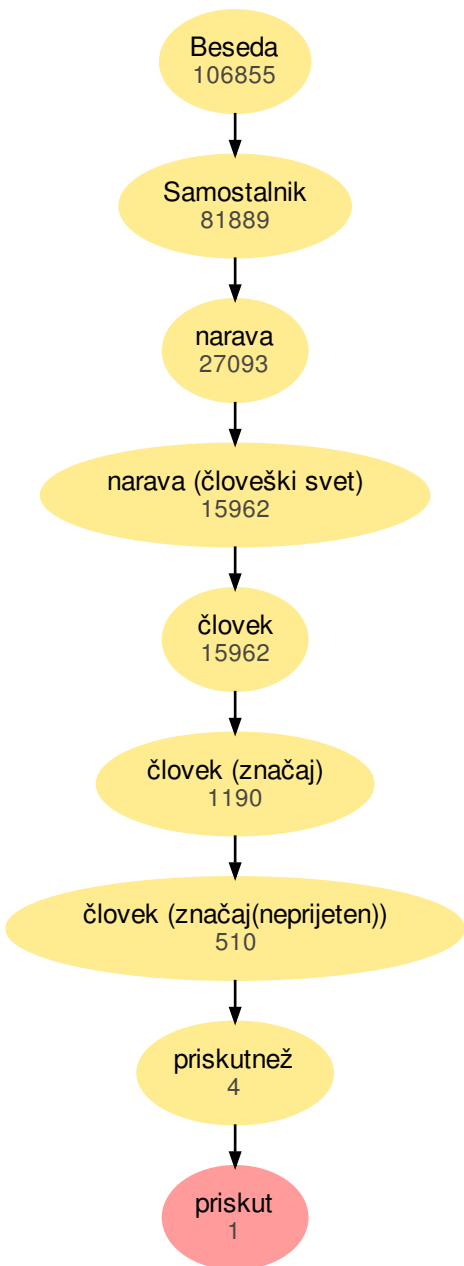 Beseda
106855
Samostalnik
81889
narava
27093
narava (človeški svet)
15962
človek
15962
človek (značaj)
1190
človek (značaj(neprijeten))
510
priskutnež
4
priskut
1